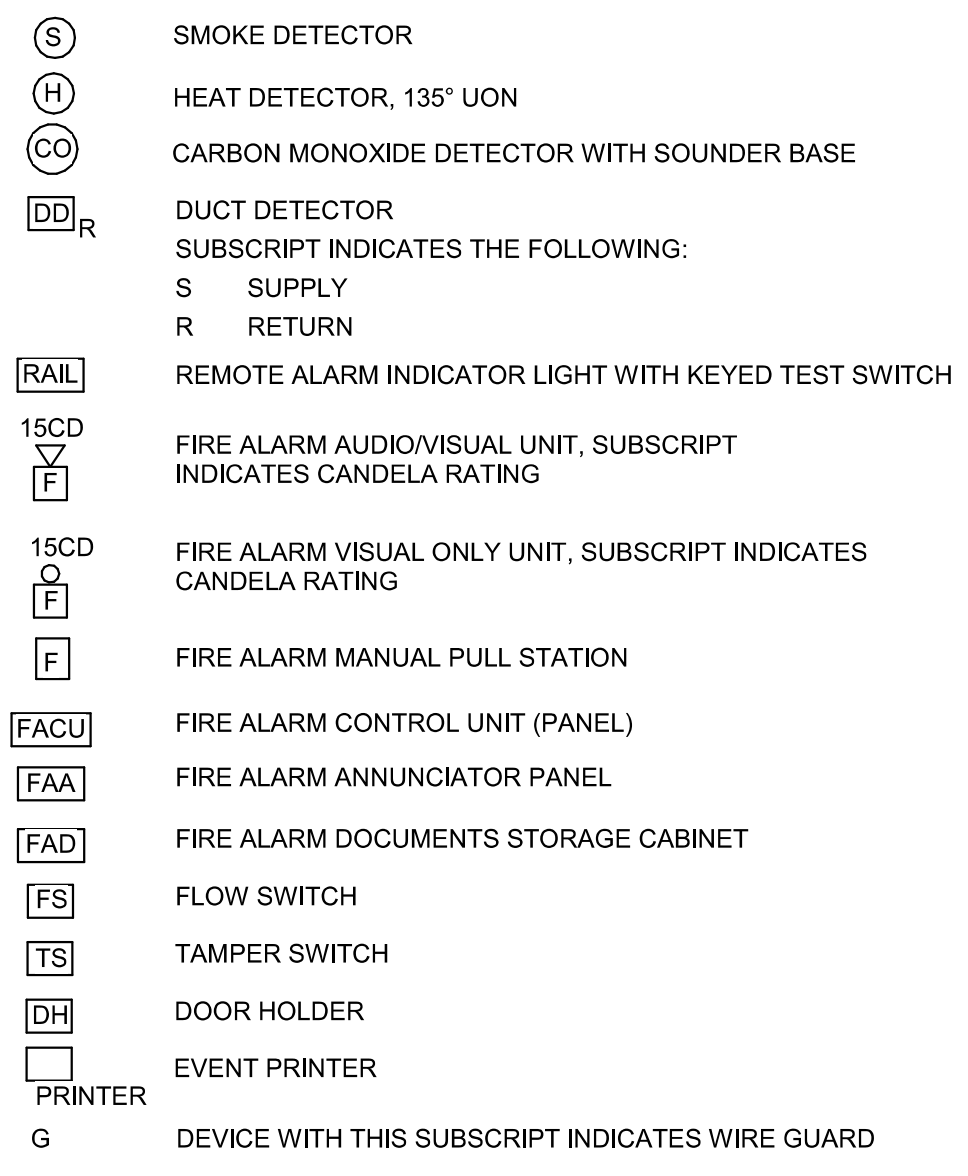 S SMOKE DETECTOR
H HEAT DETECTOR, 135° UON
CO CARBON MONOXIDE DETECTOR WITH SOUNDER BASE
DD R DUCT DETECTOR
SUBSCRIPT INDICATES THE FOLLOWING:
S SUPPLY
R RETURN
RAIL REMOTE ALARM INDICATOR LIGHT WITH KEYED TEST SWITCH
15CD
F
FIRE ALARM AUDIO/VISUAL UNIT, SUBSCRIPT
INDICATES CANDELA RATING
15CD
F
FIRE ALARM VISUAL ONLY UNIT, SUBSCRIPT INDICATES
CANDELA RATING
F FIRE ALARM MANUAL PULL STATION
FACU FIRE ALARM CONTROL UNIT (PANEL)
FAA FIRE ALARM ANNUNCIATOR PANEL
FAD FIRE ALARM DOCUMENTS STORAGE CABINET
FS FLOW SWITCH
TS TAMPER SWITCH
DH DOOR HOLDER
EVENT PRINTER
PRINTER
G DEVICE WITH THIS SUBSCRIPT INDICATES WIRE GUARD